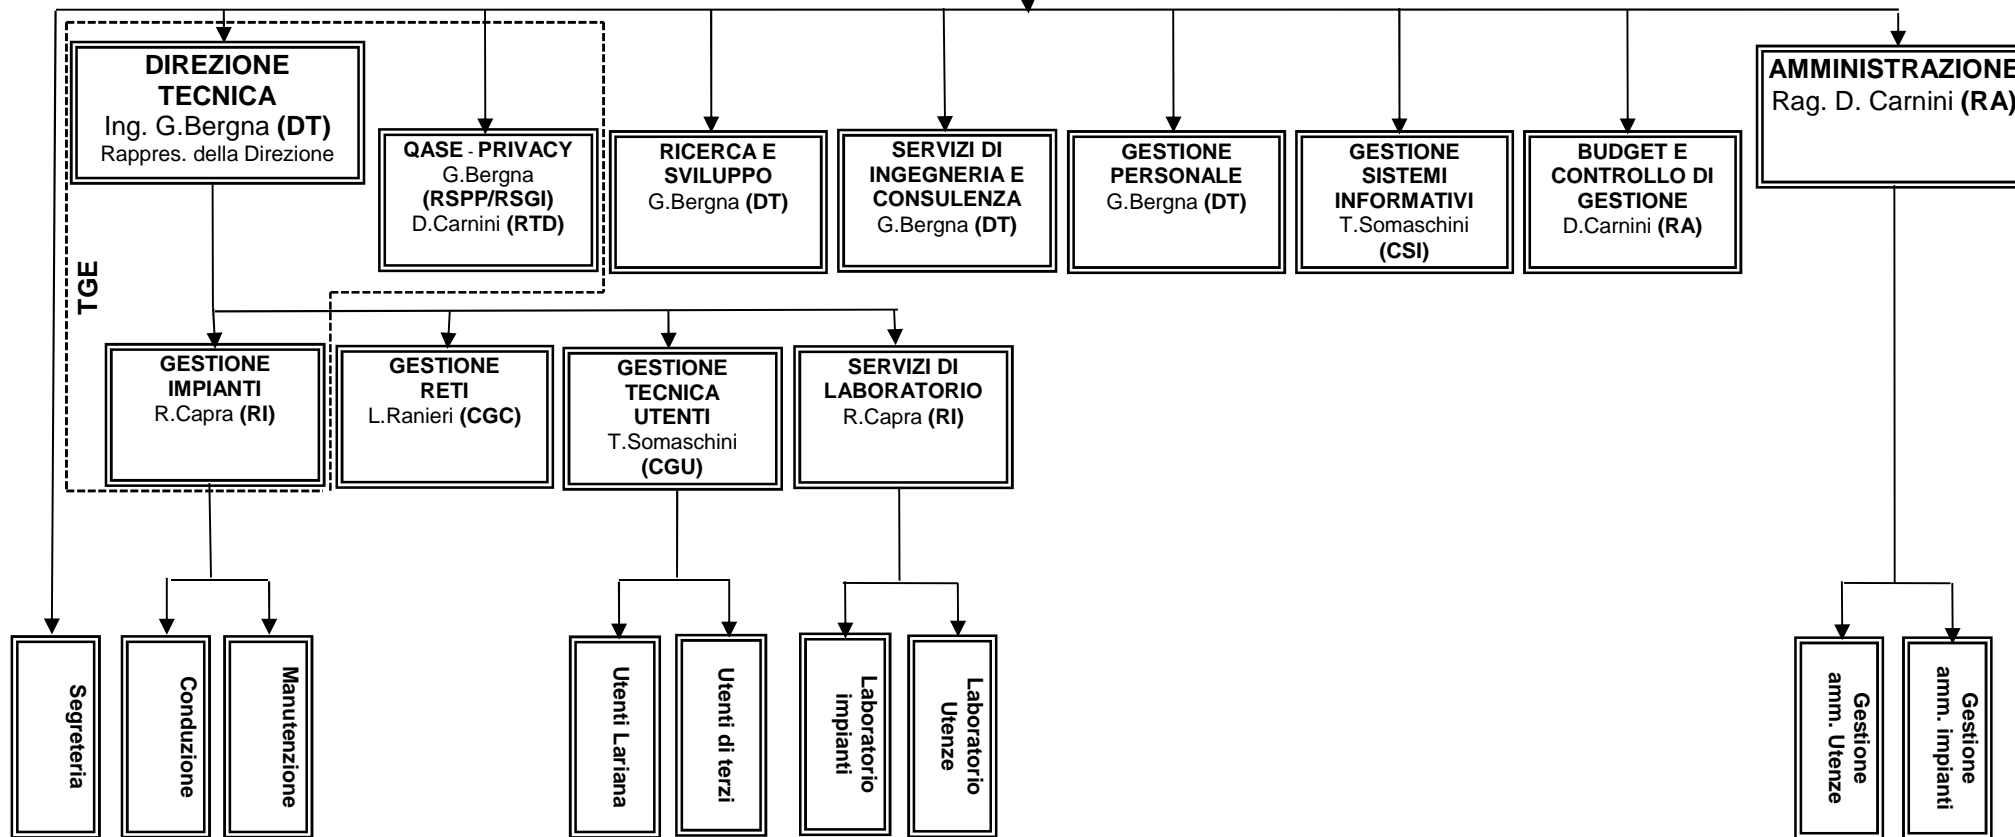 DIREZIONE
TECNICA
Ing. G.Bergna (DT)
Rappres. della Direzione
QASE - PRIVACY
G.Bergna
(RSPP/RSGI)
D.Carnini (RTD)
RICERCA E
SVILUPPO
G.Bergna (DT)
SERVIZI DI
INGEGNERIA E
CONSULENZA
G.Bergna (DT)
GESTIONE
PERSONALE
G.Bergna (DT)
GESTIONE
SISTEMI
INFORMATIVI
T.Somaschini
(CSI)
BUDGET E
CONTROLLO DI
GESTIONE
D.Carnini (RA)
AMMINISTRAZIONE
Rag. D. Carnini (RA)
TGE
GESTIONE
IMPIANTI
R.Capra (RI)
GESTIONE
RETI
L.Ranieri (CGC)
GESTIONE
TECNICA
UTENTI
T.Somaschini
(CGU)
SERVIZI DI
LABORATORIO
R.Capra (RI)
Segreteria
Conduzione
Manutenzione
Utenti Lariana
Utenti di terzi
Laboratorio
impianti
Laboratorio
Utenze
Gestione
amm. Utenze
Gestione
amm. impianti